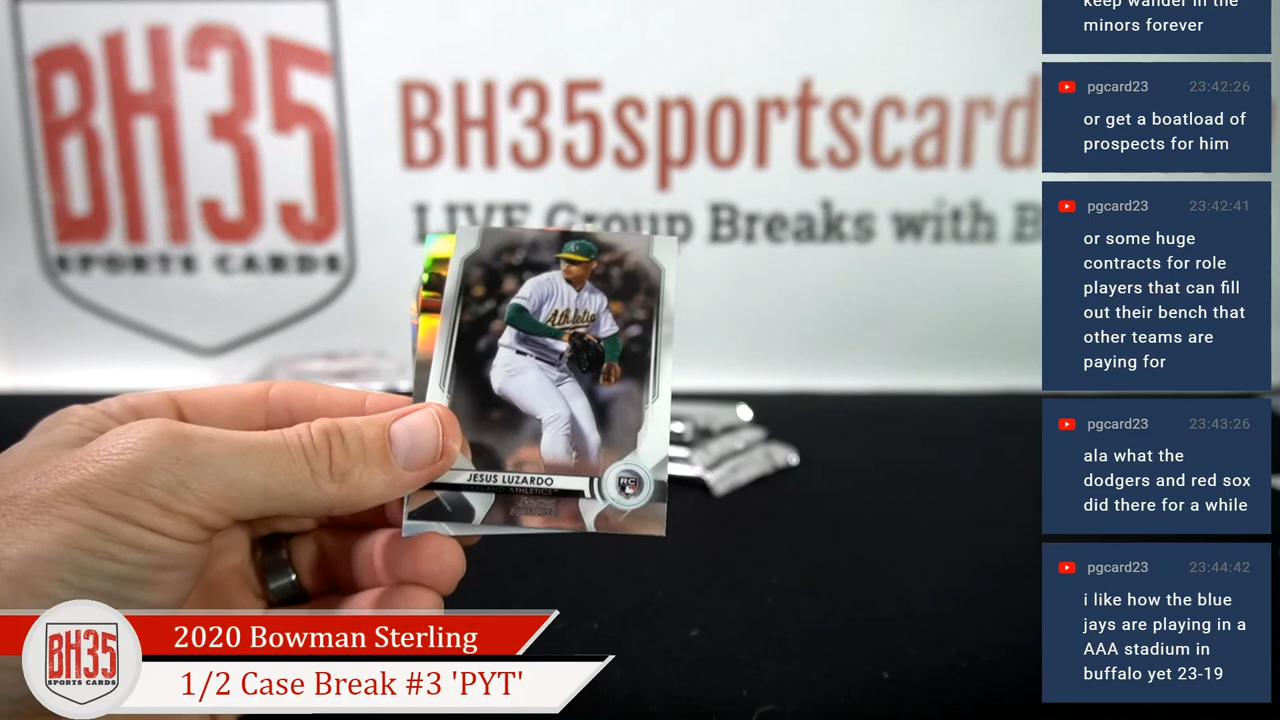 BH35
SPORTS CARDS
BH35sportscard
LIVE Group Breaks with B
Athletic
JESUS LUZARDO
OAKLAND ATHLETICS
RC
BH35
SPORTS CARDS
2020 Bowman Sterling
1/2 Case Break #3 'PYT'
keep wander in the
minors forever
pgcard23 23:42:26
or get a boatload of
prospects for him
pgcard23 23:42:41
or some huge
contracts for role
players that can fill
out their bench that
other teams are
paying for
pgcard23 23:43:26
ala what the
dodgers and red sox
did there for a while
pgcard23 23:44:42
i like how the blue
jays are playing in a
AAA stadium in
buffalo yet 23-19